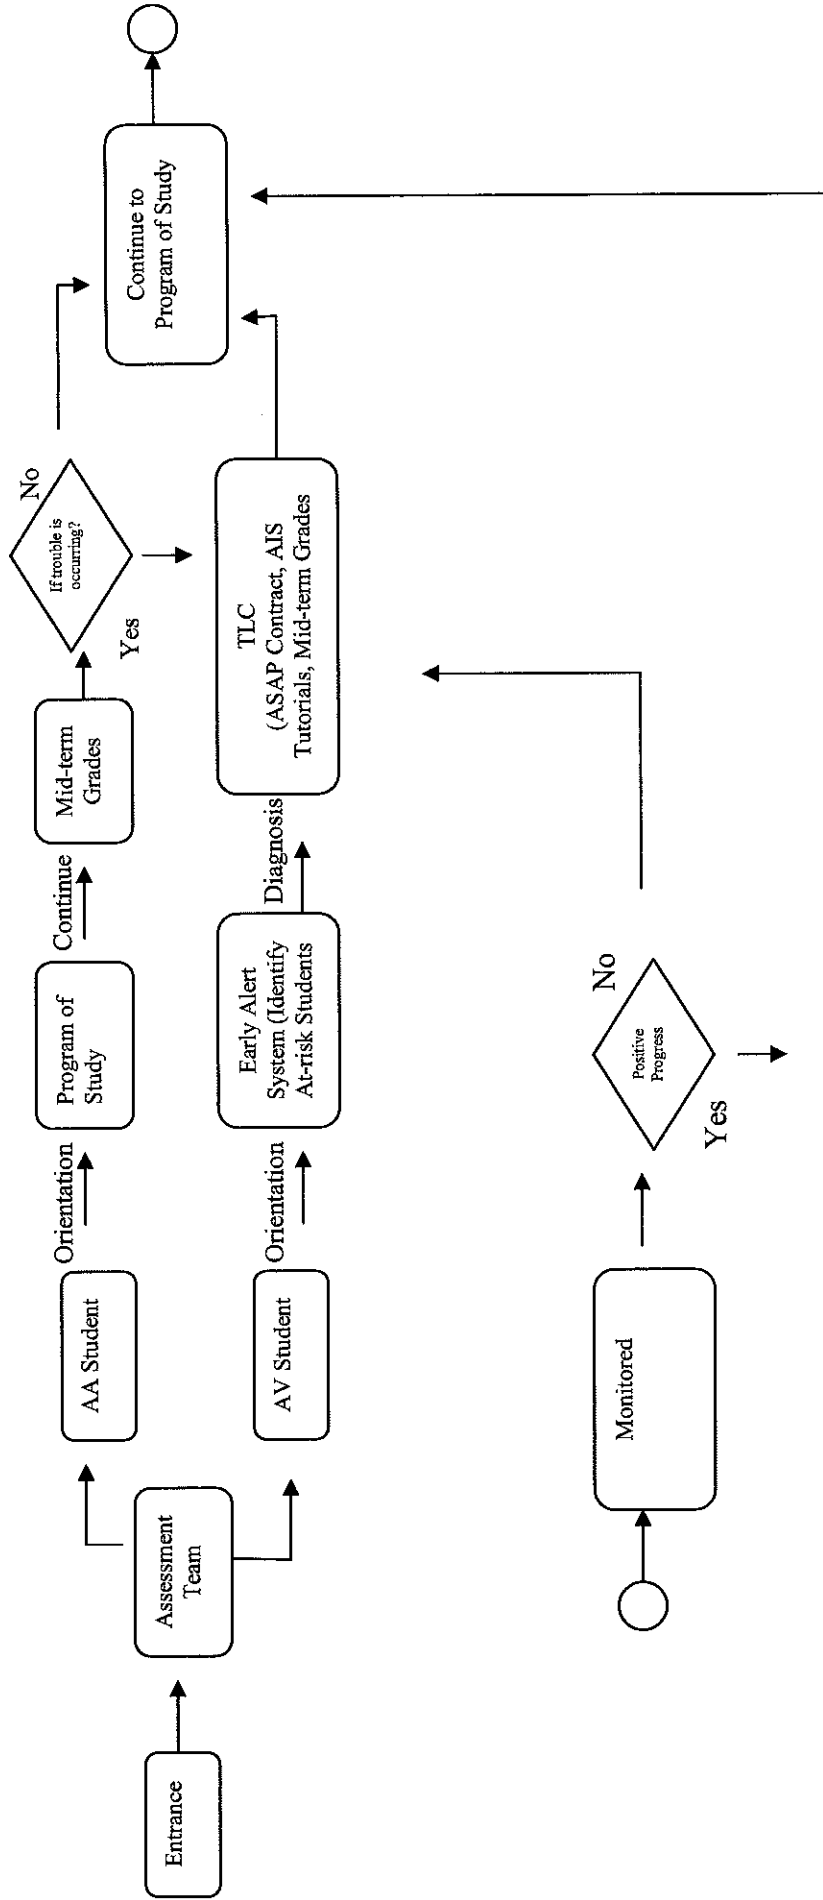 Entrance
Assessment
Team
AA Student
Orientation
Program of
Study
Continue
Mid-term
Grades
If trouble is
occurring?
No
Yes
Continue to
Program of Study
AV Student
Orientation
Early Alert
System (Identify
At-risk Students
Diagnosis
TLC
(ASAP Contract, AIS
Tutorials, Mid-term Grades
Monitored
Positive
Progress
No
Yes